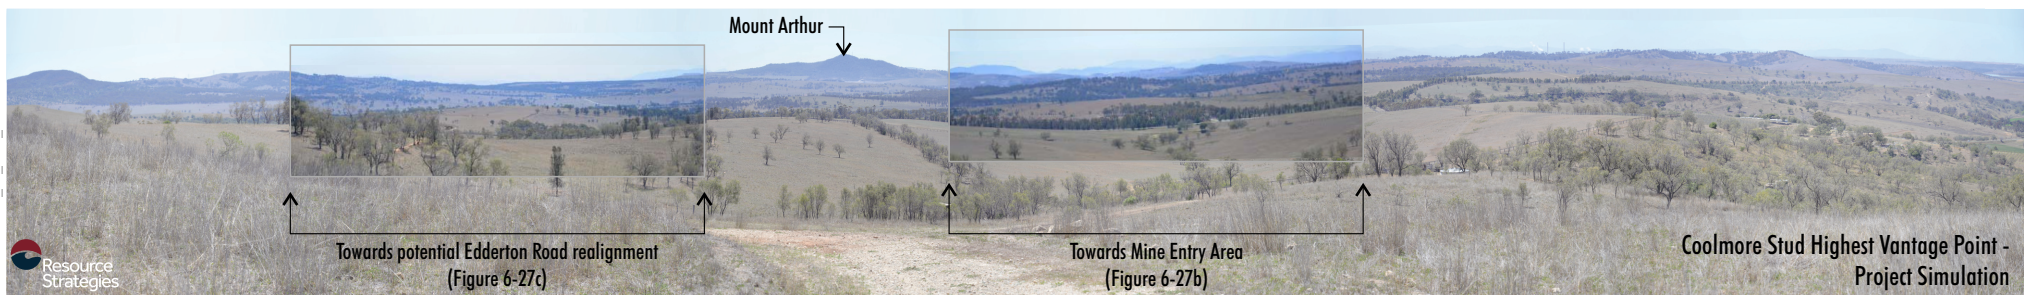 Mount Arthur
Towards potential Edderton Road realignment
(Figure 6-27c)
Towards Mine Entry Area
(Figure 6-27b)
Coolmore Stud Highest Vantage Point -
Project Simulation
Resource
Strategies